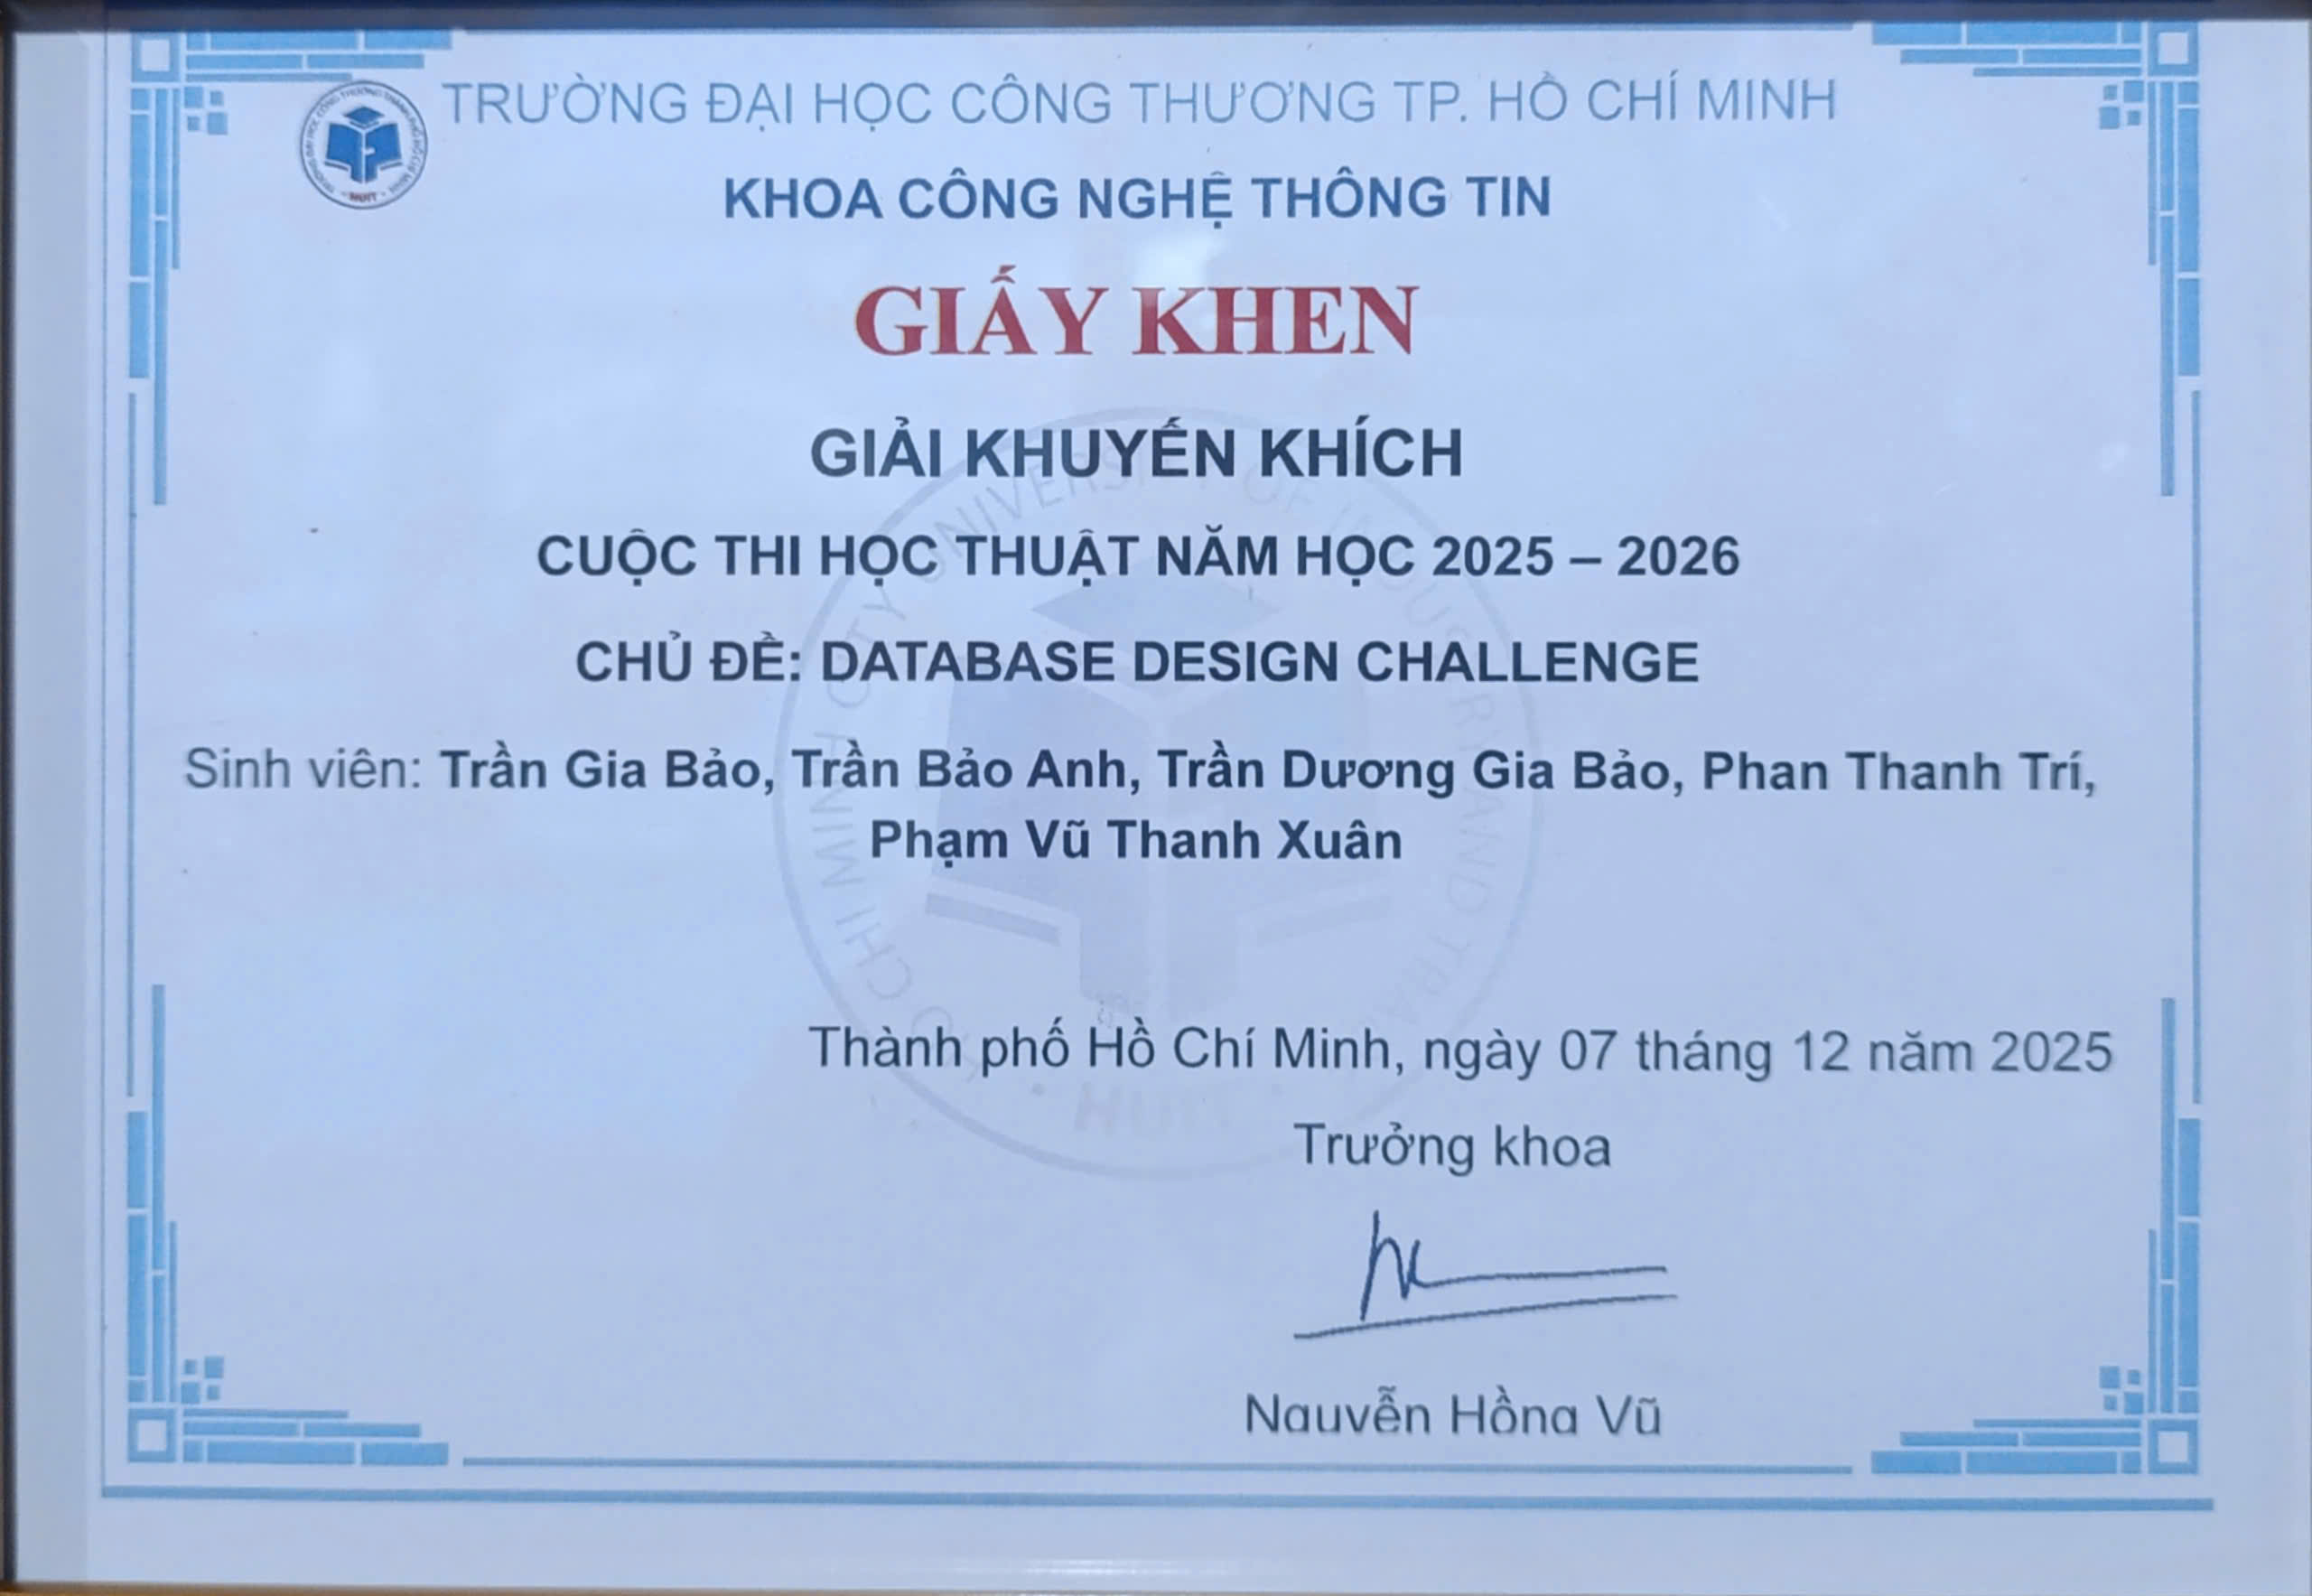 TRƯỜNG ĐẠI HỌC CÔNG THƯƠNG TP. HỒ CHÍ MINH
KHOA CÔNG NGHỆ THÔNG TIN
GIẤY KHEN
GIẢI KHUYẾN KHÍCH
CUỘC THI HỌC THUẬT NĂM HỌC 2025 – 2026
CHỦ ĐỀ: DATABASE DESIGN CHALLENGE
Sinh viên: Trần Gia Bảo, Trần Bảo Anh, Trần Dương Gia Bảo, Phan Thanh Trí,
Phạm Vũ Thanh Xuân
Thành phố Hồ Chí Minh, ngày 07 tháng 12 năm 2025
Trưởng khoa
Nguyễn Hồng Vũ